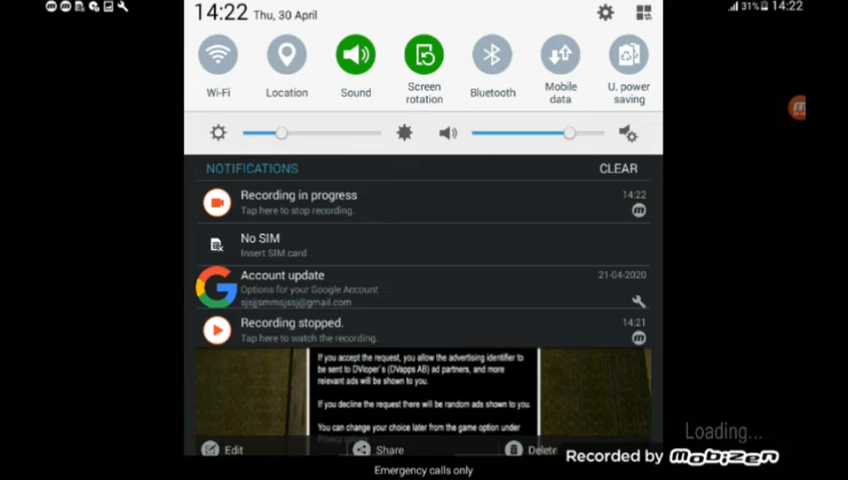 14:22 Thu, 30 April
31% 14:22
Wi-Fi
Location
Sound
Screen
rotation
Bluetooth
Mobile
data
U. power
saving
NOTIFICATIONS
CLEAR
Recording in progress
14:22
Tap here to stop recording.
No SIM
Insert SIM card
Account update
21-04-2020
Options for your Google Account
sjsjjsmmsjssj@gmail.com
Recording stopped.
14:21
Tap here to watch the recording.
If you accept the request, you allow the advertising identifier to
be sent to DVloper's (DVapps AB) ad partners, and more
relevant ads will be shown to you.
If you decline the request there will be random ads shown to you.
You can change your choice later from the game option under
Edit
Share
Delete
Loading...
Recorded by mobizen
Emergency calls only